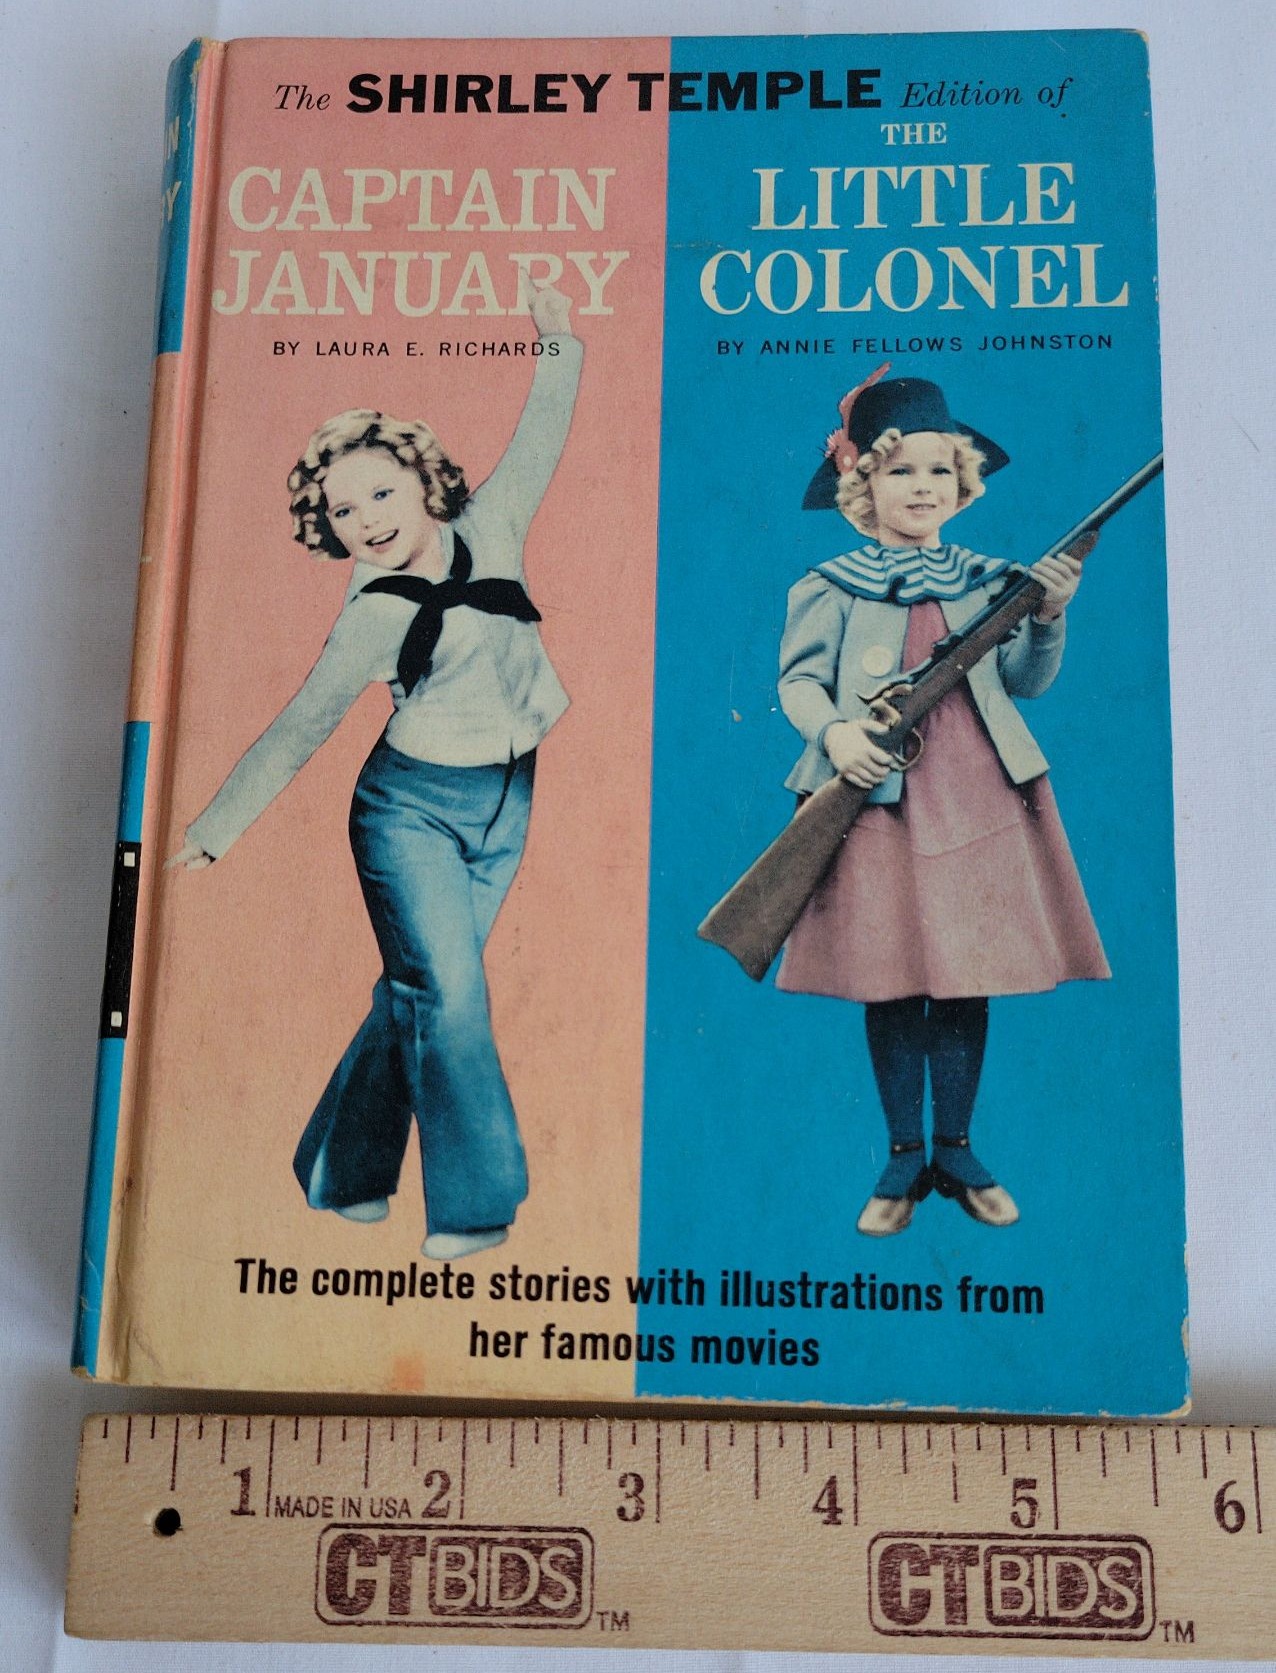 The SHIRLEY TEMPLE Edition of
CAPTAIN
JANUARY
BY LAURA E. RICHARDS
THE
LITTLE
COLONEL
BY ANNIE FELLOWS JOHNSTON
The complete stories with illustrations from
her famous movies
1 2 3 4 5 6
MADE IN USA
CTBIDS TM CTBIDS TM